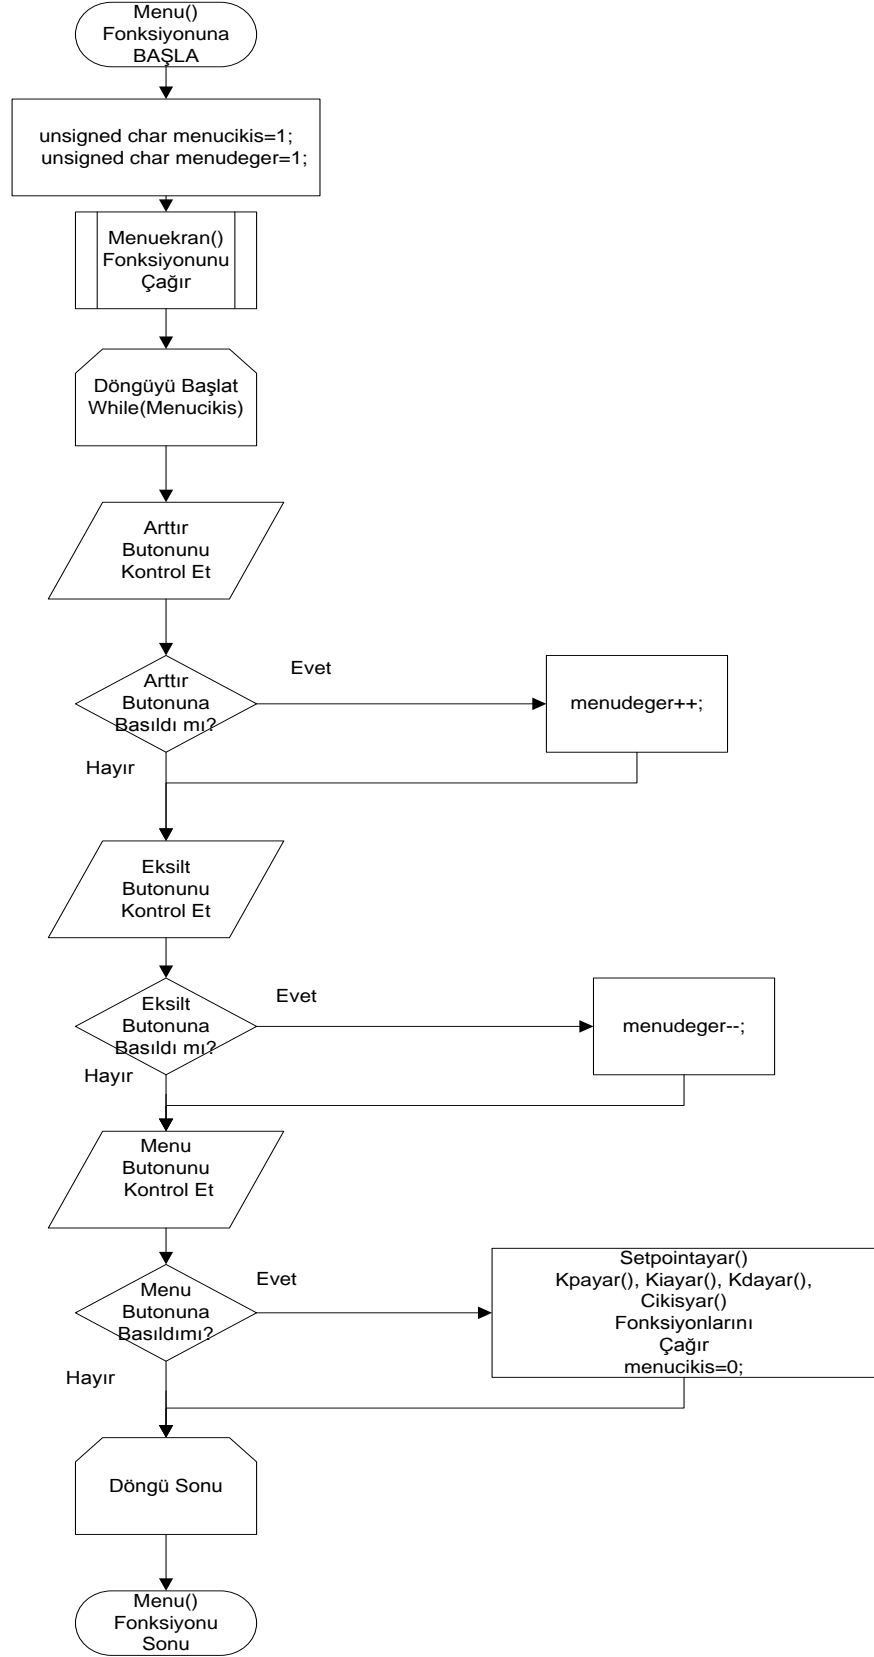 Menu()
Fonksiyonuna
BAŞLA
unsigned char menucikis=1;
unsigned char menudeger=1;
Menuekran()
Fonksiyonunu
Çağır
Döngüyü Başlat
While(Menucikis)
Arttır
Butonunu
Kontrol Et
Arttır
Butonuna
Basıldı mı?
Evet
menudeger++;
Hayır
Eksilt
Butonunu
Kontrol Et
Eksilt
Butonuna
Basıldı mı?
Evet
menudeger--;
Hayır
Menu
Butonunu
Kontrol Et
Menu
Butonuna
Basıldımı?
Evet
Setpointayar()
Kpayar(), Kiayar(), Kdayar(),
Cikisyar()
Fonksiyonlarını
Çağır
menucikis=0;
Hayır
Döngü Sonu
Menu()
Fonksiyonu
Sonu